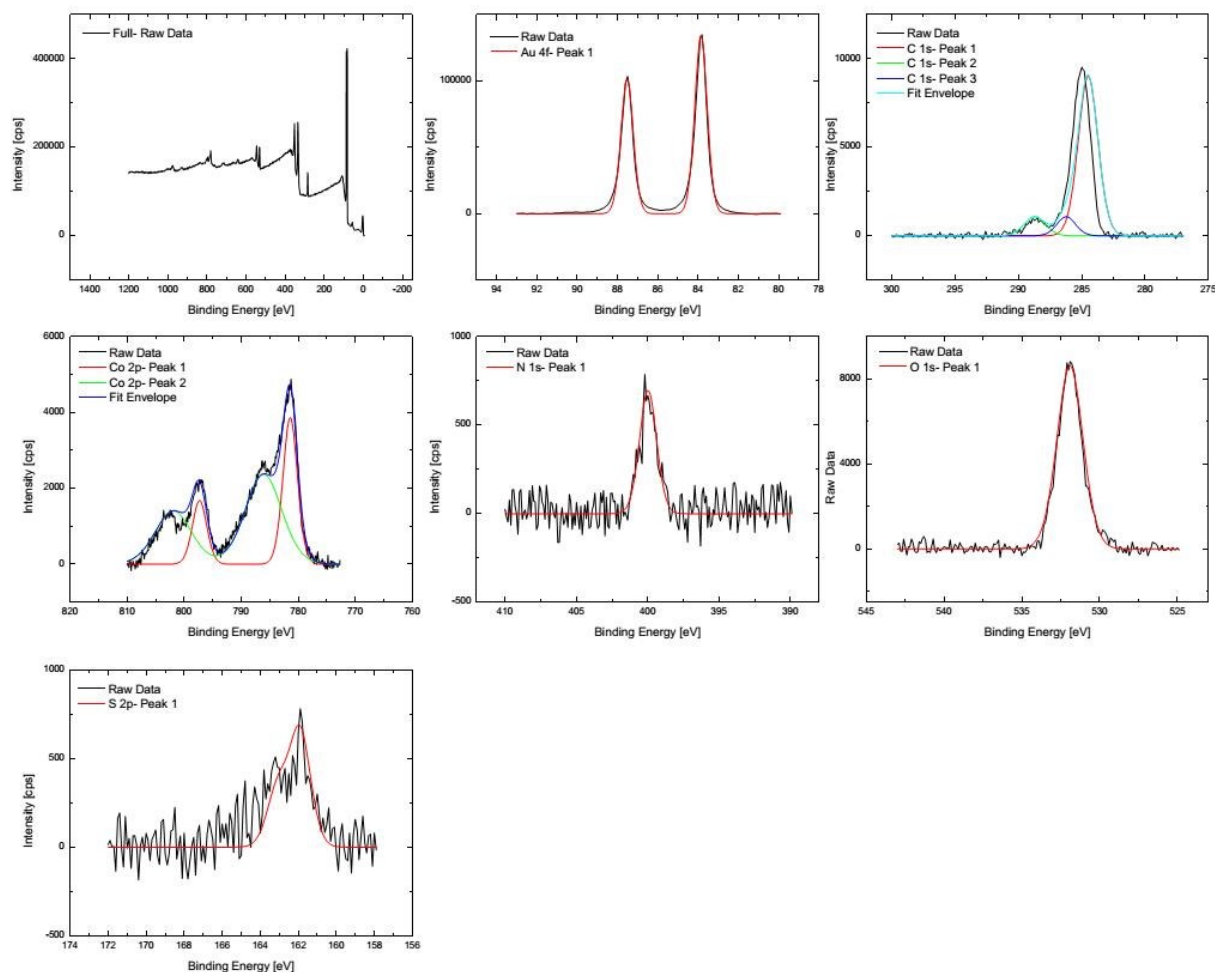 Full- Raw Data
400000
200000
0
1400 1200 1000 800 600 400 200 0 -200
Intensity [cps]
Binding Energy [eV]
Raw Data
Au 4f- Peak 1
100000
0
94 92 90 88 86 84 82 80 78
Intensity [cps]
Binding Energy [eV]
Raw Data
C 1s- Peak 1
C 1s- Peak 2
C 1s- Peak 3
Fit Envelope
10000
5000
0
300 295 290 285 280 275
Intensity [cps]
Binding Energy [eV]
Raw Data
Co 2p- Peak 1
Co 2p- Peak 2
Fit Envelope
6000
4000
2000
0
820 810 800 790 780 772 760
Intensity [cps]
Binding Energy [eV]
Raw Data
N 1s- Peak 1
1000
500
0
-500
410 405 400 395 390
Intensity [cps]
Binding Energy [eV]
Raw Data
O 1s- Peak 1
8000
4000
0
545 540 535 530 525
Raw Data
Binding Energy [eV]
Raw Data
S 2p- Peak 1
1000
500
0
-500
174 172 170 168 166 164 162 160 158 156
Intensity [cps]
Binding Energy [eV]